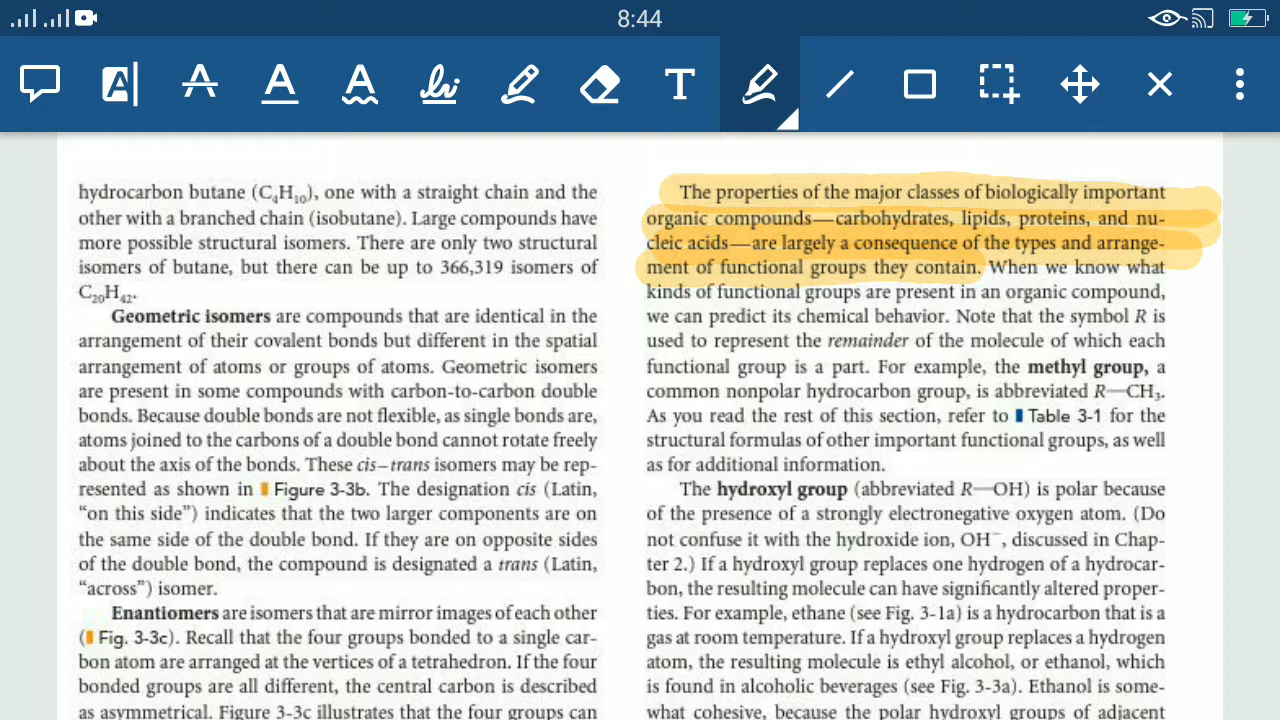 8:44
A
A
A
A
T
hydrocarbon butane (C₄H₁₀), one with a straight chain and the
other with a branched chain (isobutane). Large compounds have
more possible structural isomers. There are only two structural
isomers of butane, but there can be up to 366,319 isomers of
C₂₀H₄₂.
Geometric isomers are compounds that are identical in the
arrangement of their covalent bonds but different in the spatial
arrangement of atoms or groups of atoms. Geometric isomers
are present in some compounds with carbon-to-carbon double
bonds. Because double bonds are not flexible, as single bonds are,
atoms joined to the carbons of a double bond cannot rotate freely
about the axis of the bonds. These cis–trans isomers may be rep-
resented as shown in Figure 3-3b. The designation cis (Latin,
“on this side”) indicates that the two larger components are on
the same side of the double bond. If they are on opposite sides
of the double bond, the compound is designated a trans (Latin,
“across”) isomer.
Enantiomers are isomers that are mirror images of each other
(Fig. 3-3c). Recall that the four groups bonded to a single car-
bon atom are arranged at the vertices of a tetrahedron. If the four
bonded groups are all different, the central carbon is described
as asymmetrical. Figure 3-3c illustrates that the four groups can
The properties of the major classes of biologically important
organic compounds—carbohydrates, lipids, proteins, and nu-
cleic acids—are largely a consequence of the types and arrange-
ment of functional groups they contain. When we know what
kinds of functional groups are present in an organic compound,
we can predict its chemical behavior. Note that the symbol R is
used to represent the remainder of the molecule of which each
functional group is a part. For example, the methyl group, a
common nonpolar hydrocarbon group, is abbreviated R—CH₃.
As you read the rest of this section, refer to Table 3-1 for the
structural formulas of other important functional groups, as well
as for additional information.
The hydroxyl group (abbreviated R—OH) is polar because
of the presence of a strongly electronegative oxygen atom. (Do
not confuse it with the hydroxide ion, OH⁻, discussed in Chap-
ter 2.) If a hydroxyl group replaces one hydrogen of a hydrocar-
bon, the resulting molecule can have significantly altered proper-
ties. For example, ethane (see Fig. 3-1a) is a hydrocarbon that is a
gas at room temperature. If a hydroxyl group replaces a hydrogen
atom, the resulting molecule is ethyl alcohol, or ethanol, which
is found in alcoholic beverages (see Fig. 3-3a). Ethanol is some-
what cohesive, because the polar hydroxyl groups of adjacent